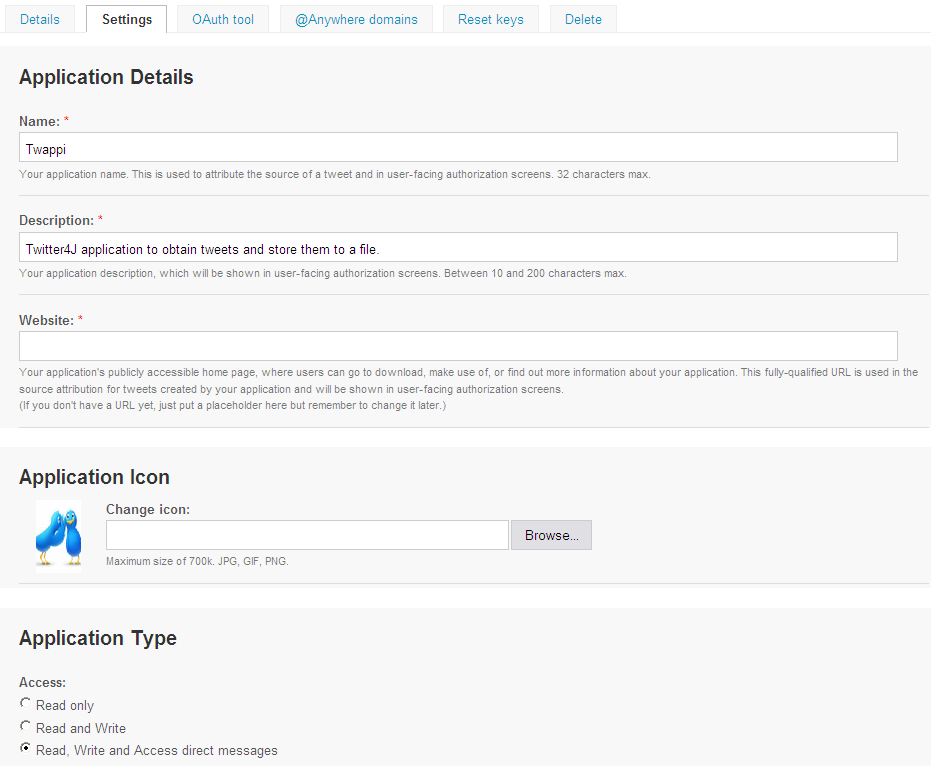 Details Settings OAuth tool @Anywhere domains Reset keys Delete
Application Details
Name: *
Twappi
Your application name. This is used to attribute the source of a tweet and in user-facing authorization screens. 32 characters max.
Description: *
Twitter4J application to obtain tweets and store them to a file.
Your application description, which will be shown in user-facing authorization screens. Between 10 and 200 characters max.
Website: *
Your application's publicly accessible home page, where users can go to download, make use of, or find out more information about your application. This fully-qualified URL is used in the
source attribution for tweets created by your application and will be shown in user-facing authorization screens.
(If you don't have a URL yet, just put a placeholder here but remember to change it later.)
Application Icon
Change icon:
Browse...
Maximum size of 700k. JPG, GIF, PNG.
Application Type
Access:
Read only
Read and Write
Read, Write and Access direct messages